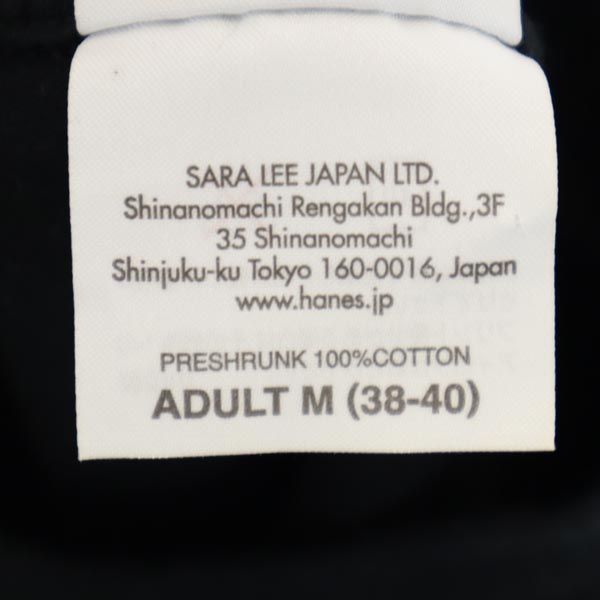 SARA LEE JAPAN LTD.
Shinanomachi Rengakan Bldg.,3F
35 Shinanomachi
Shinjuku-ku Tokyo 160-0016, Japan
www.hanes.jp
PRESHRUNK 100%COTTON
ADULT M (38-40)